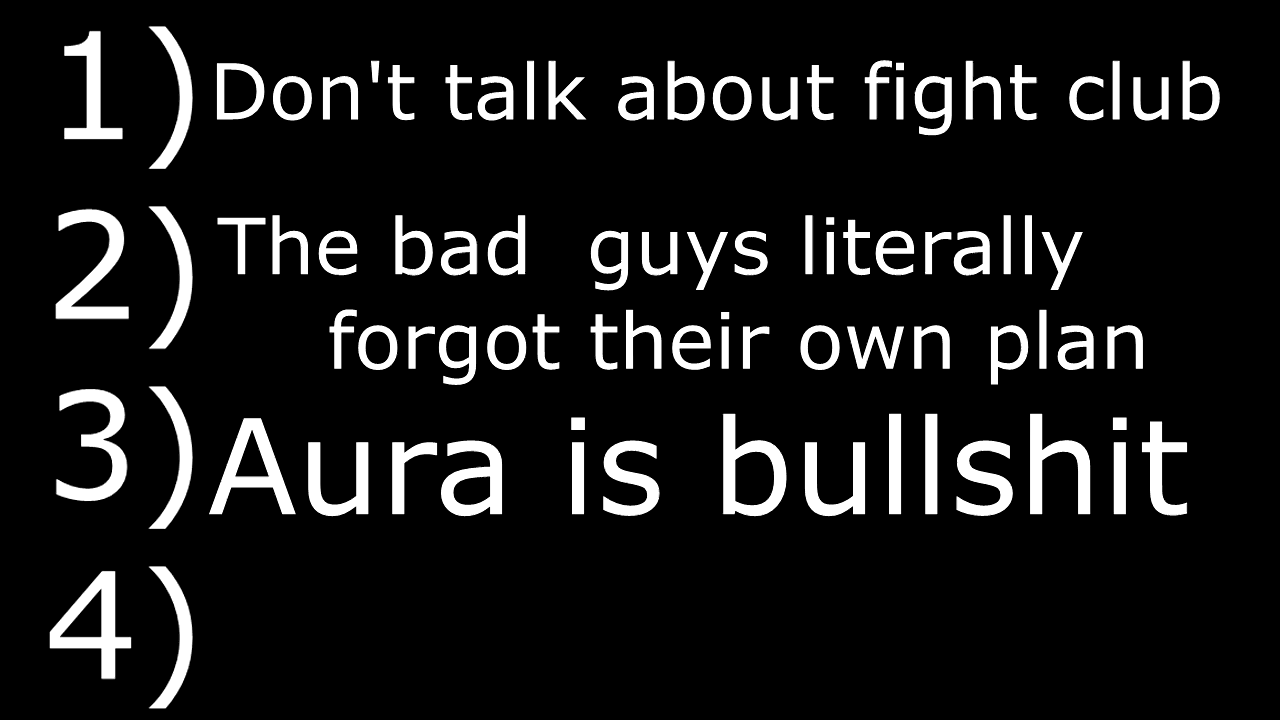 1) Don't talk about fight club
2) The bad  guys literally
forgot their own plan
3) Aura is bullshit
4)